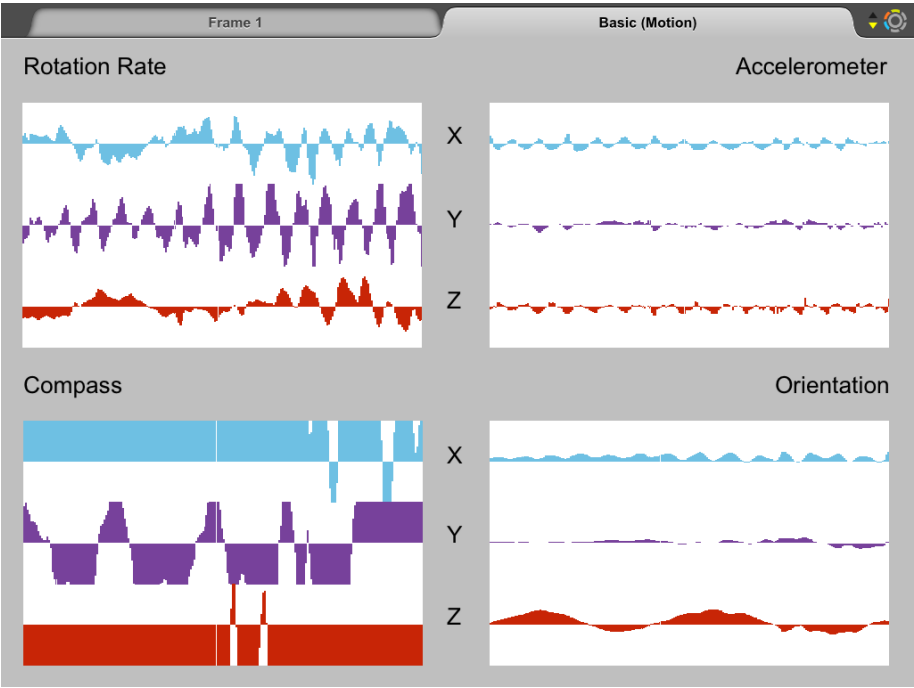 Frame 1
Basic (Motion)
Rotation Rate
Accelerometer
X
Y
Z
Compass
Orientation
X
Y
Z